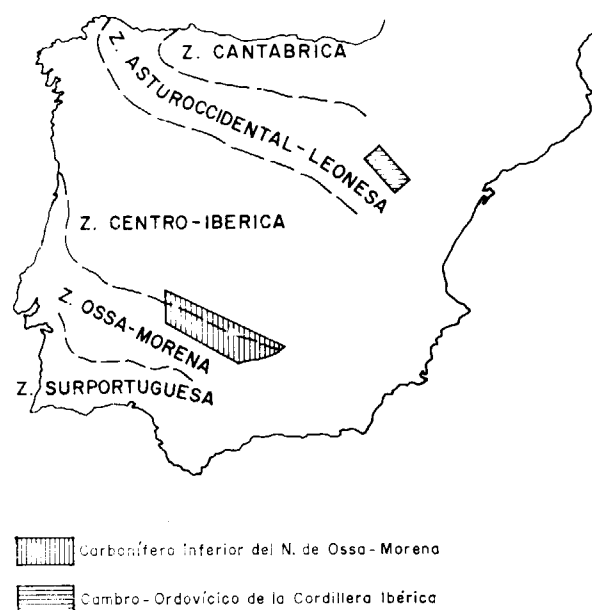 Z. CANTABRICA
Z. ASTUROCCIDENTAL-LEONESA
Z. CENTRO-IBERICA
Z. OSSA-MORENA
Z. SURPORTUGUESA
Carbonífero Inferior del N. de Ossa-Morena
Cambro-Ordovícico de la Cordillera Ibérica